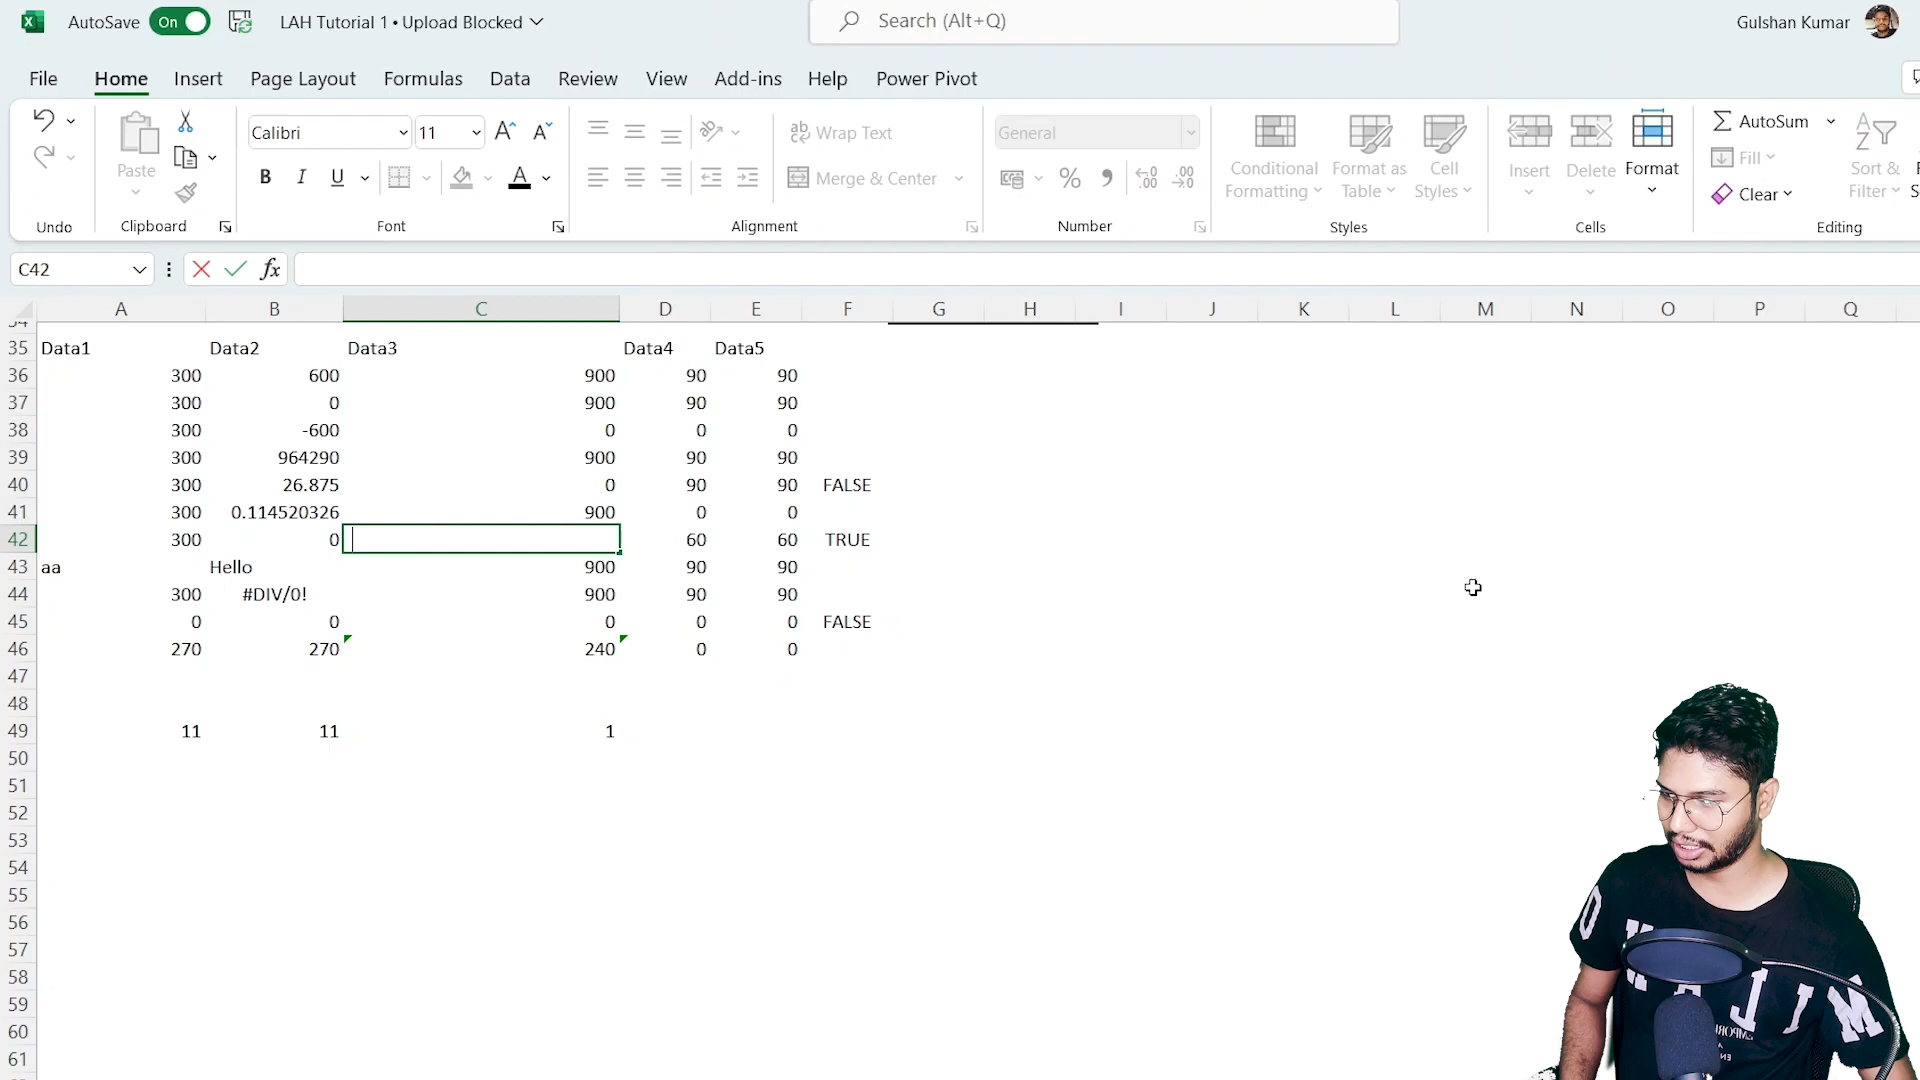 AutoSave On LAH Tutorial 1 • Upload Blocked Search (Alt+Q) Gulshan Kumar
File Home Insert Page Layout Formulas Data Review View Add-ins Help Power Pivot
Calibri 11 Wrap Text General AutoSum
Paste Conditional Formatting Format as Table Cell Styles Insert Delete Format Fill Sort & Filter
B I U Merge & Center % Clear
Undo Clipboard Font Alignment Number Styles Cells Editing
C42 fx
A B C D E F G H I J K L M N O P Q
35 Data1 Data2 Data3 Data4 Data5
36 300 600 900 90 90
37 300 0 900 90 90
38 300 -600 0 0 0
39 300 964290 900 90 90
40 300 26.875 0 90 90 FALSE
41 300 0.114520326 900 0 0
42 300 0 60 60 TRUE
43 aa Hello 900 90 90
44 300 #DIV/0! 900 90 90
45 0 0 0 0 0 FALSE
46 270 270 240 0 0
47
48
49 11 11 1
50
51
52
53
54
55
56
57
58
59
60
61